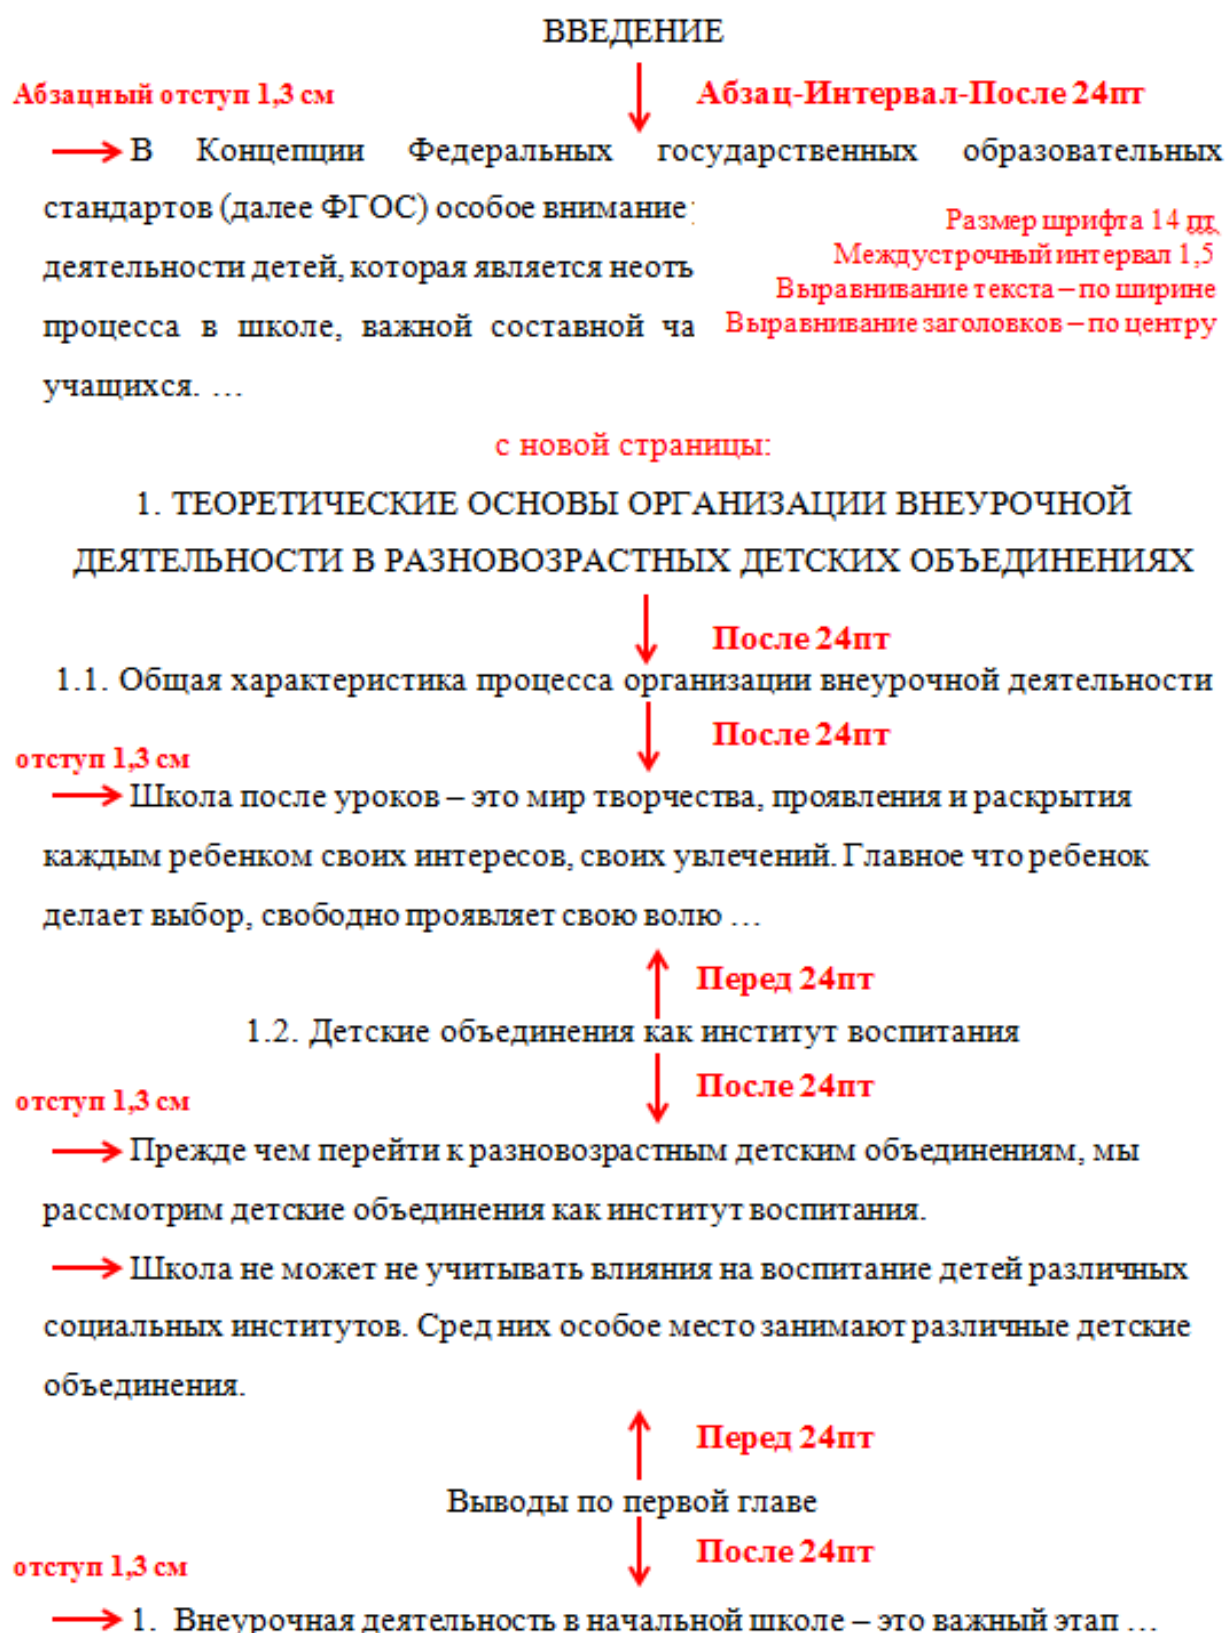 ВВЕДЕНИЕ
Абзацный отступ 1,3 см
Абзац-Интервал-После 24пт
В Концепции Федеральных государственных образовательных
стандартов (далее ФГОС) особое внимание
Размер шрифта 14 пт
деятельности детей, которая является неотъ
Междустрочный интервал 1,5
Выравнивание текста – по ширине
процесса в школе, важной составной ча
Выравнивание заголовков – по центру
учащихся. …
с новой страницы:
1. ТЕОРЕТИЧЕСКИЕ ОСНОВЫ ОРГАНИЗАЦИИ ВНЕУРОЧНОЙ
ДЕЯТЕЛЬНОСТИ В РАЗНОВОЗРАСТНЫХ ДЕТСКИХ ОБЪЕДИНЕНИЯХ
После 24пт
1.1. Общая характеристика процесса организации внеурочной деятельности
После 24пт
отступ 1,3 см
Школа после уроков – это мир творчества, проявления и раскрытия
каждым ребенком своих интересов, своих увлечений. Главное что ребенок
делает выбор, свободно проявляет свою волю …
Перед 24пт
1.2. Детские объединения как институт воспитания
После 24пт
отступ 1,3 см
Прежде чем перейти к разновозрастным детским объединениям, мы
рассмотрим детские объединения как институт воспитания.
Школа не может не учитывать влияния на воспитание детей различных
социальных институтов. Сред них особое место занимают различные детские
объединения.
Перед 24пт
Выводы по первой главе
После 24пт
отступ 1,3 см
1. Внеурочная деятельность в начальной школе – это важный этап …